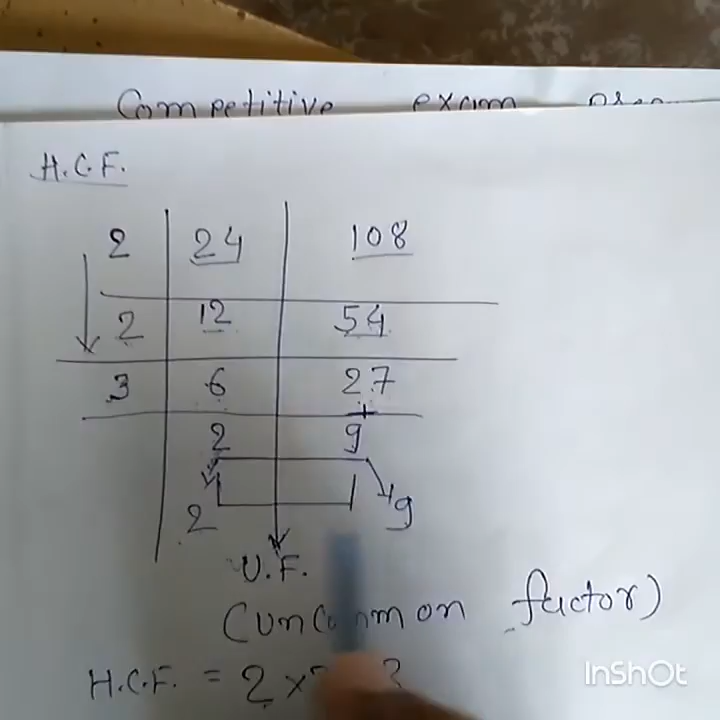 Competitive exam
H.C.F.
2 24 108
2 12 54
3 6 27
2 9
2 9
U.F.
(uncommon factor)
H.C.F. = 2 ×
InShOt